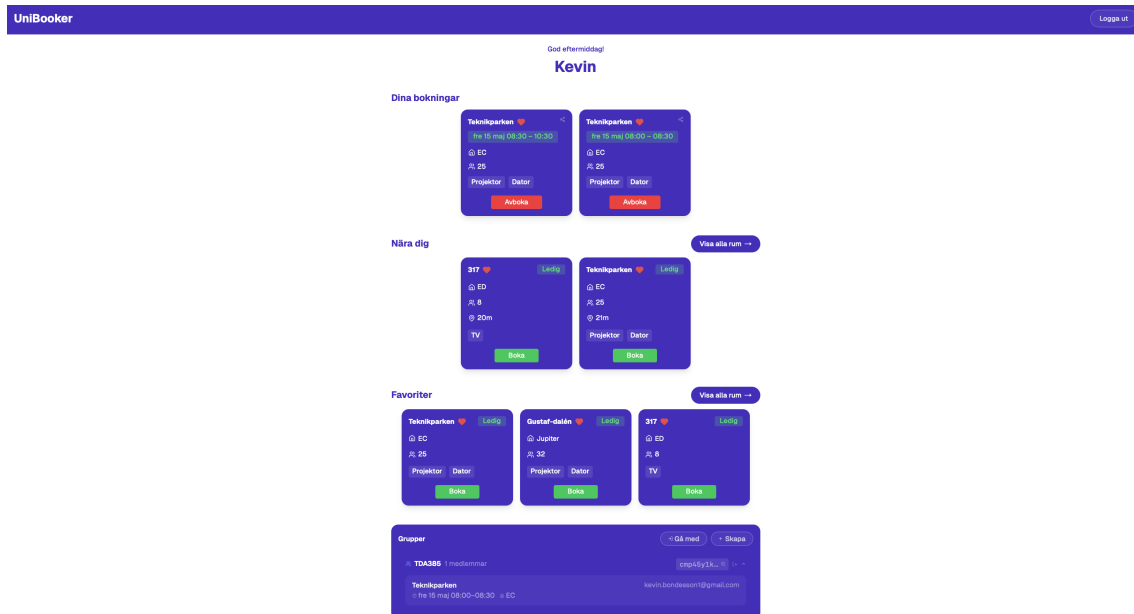 UniBooker
Logga ut
God eftermiddag!
Kevin
Dina bokningar
Teknikparken
fre 15 maj 08:30 – 10:30
EC
25
Projektor Dator
Avboka
Teknikparken
fre 15 maj 08:00 – 08:30
EC
25
Projektor Dator
Avboka
Nära dig
Visa alla rum →
317
Ledig
ED
8
20m
TV
Boka
Teknikparken
Ledig
EC
25
21m
Projektor Dator
Boka
Favoriter
Visa alla rum →
Teknikparken
Ledig
EC
25
Projektor Dator
Boka
Gustaf-dalén
Ledig
Jupiter
32
Projektor Dator
Boka
317
Ledig
ED
8
TV
Boka
Grupper
Gå med
+ Skapa
TDA385 1 medlemmar
cmp45y1k…
Teknikparken
kevin.bondesson1@gmail.com
fre 15 maj 08:00–08:30 EC